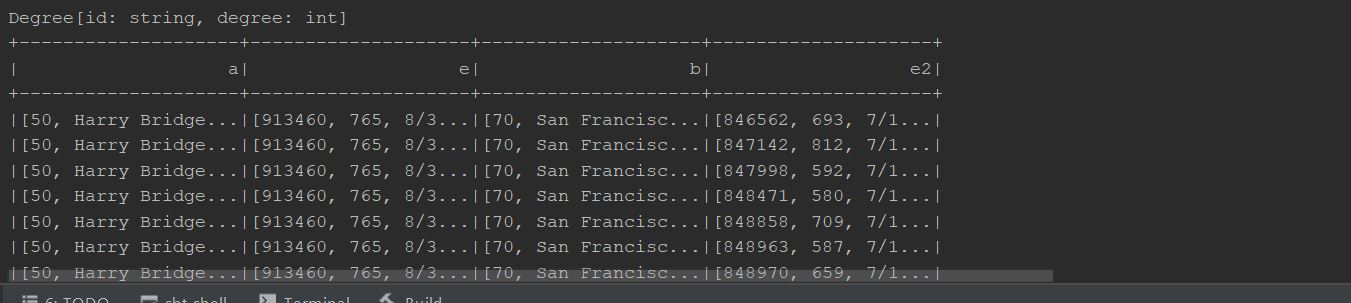 Degree[id: string, degree: int]
+--------------------+--------------------+--------------------+--------------------+
|                   a|                   e|                   b|                  e2|
+--------------------+--------------------+--------------------+--------------------+
|[50, Harry Bridge...|[913460, 765, 8/3...|[70, San Francisc...|[846562, 693, 7/1...|
|[50, Harry Bridge...|[913460, 765, 8/3...|[70, San Francisc...|[847142, 812, 7/1...|
|[50, Harry Bridge...|[913460, 765, 8/3...|[70, San Francisc...|[847998, 592, 7/1...|
|[50, Harry Bridge...|[913460, 765, 8/3...|[70, San Francisc...|[848471, 580, 7/1...|
|[50, Harry Bridge...|[913460, 765, 8/3...|[70, San Francisc...|[848858, 709, 7/1...|
|[50, Harry Bridge...|[913460, 765, 8/3...|[70, San Francisc...|[848963, 587, 7/1...|
|[50, Harry Bridge...|[913460, 765, 8/3...|[70, San Francisc...|[848970, 659, 7/1...|
6: TODO sbt shell Terminal Build